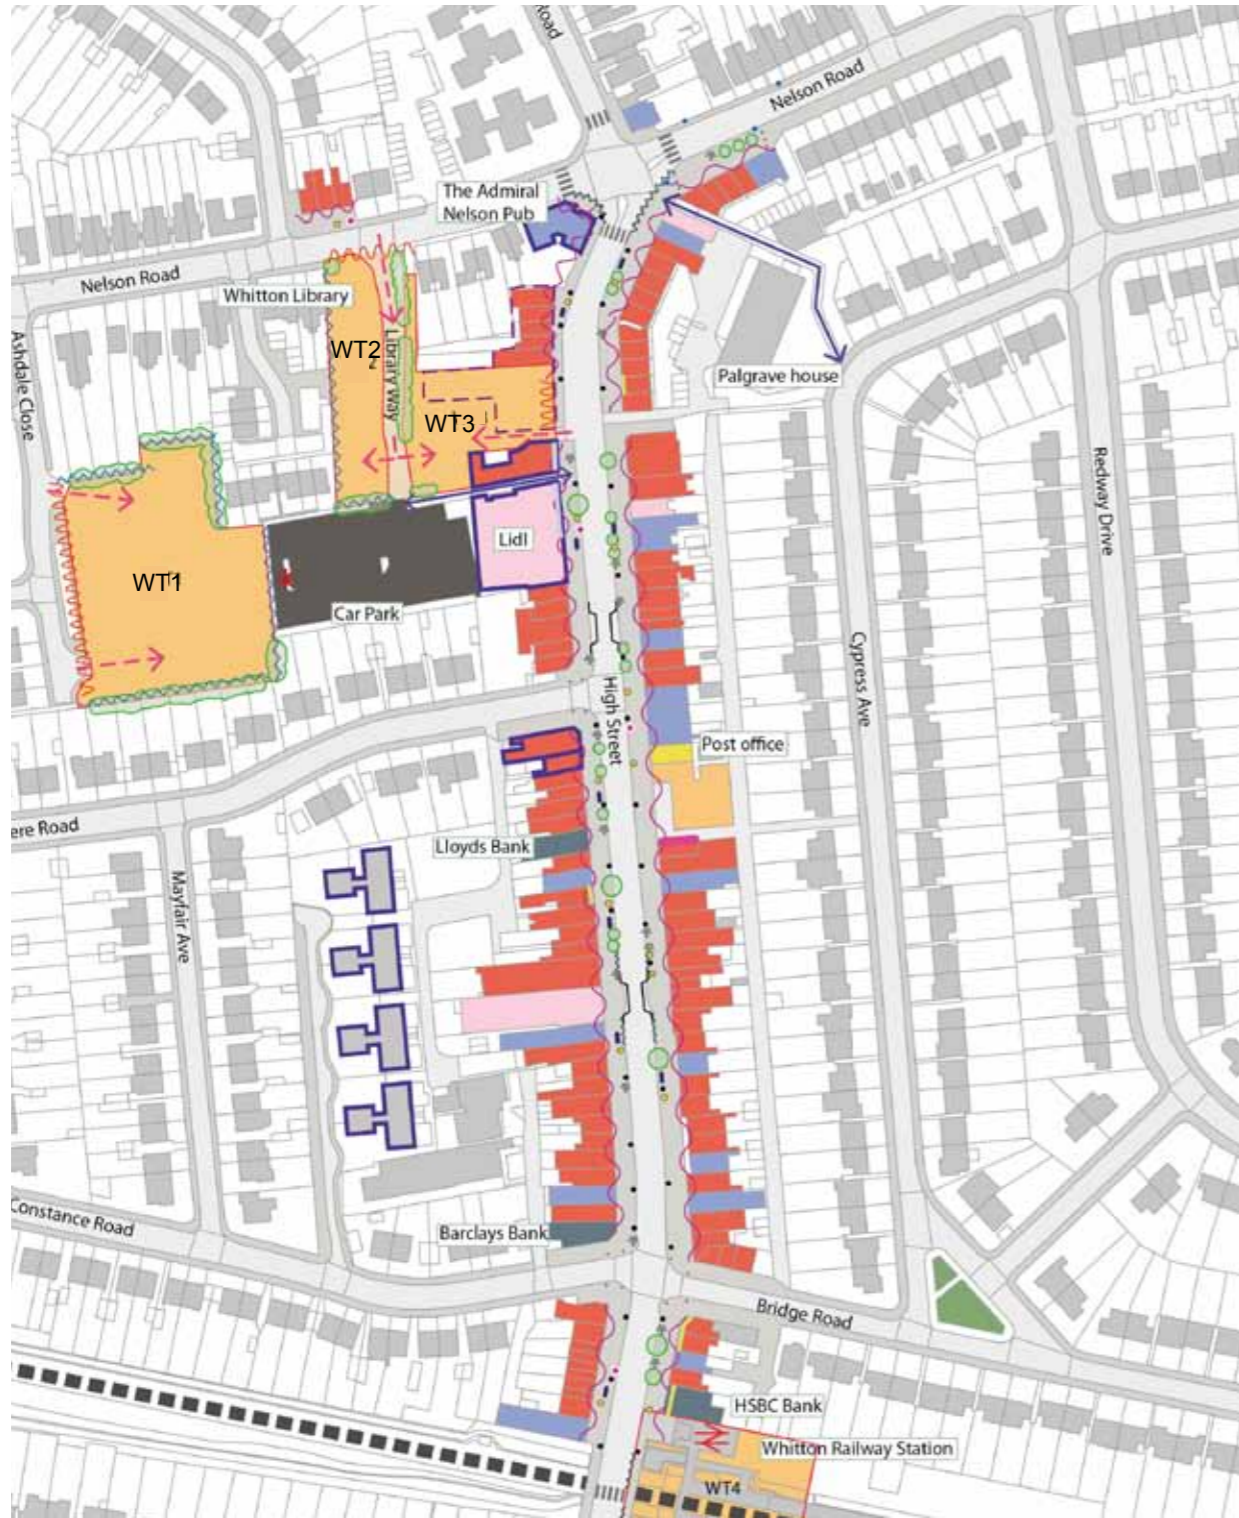 Road
Nelson Road
The Admiral
Nelson Pub
Nelson Road
Whitton Library
Ashdale Close
WT2
Library Way
WT3
Palgrave house
Redway Drive
Lidl
WT1
Car Park
Cypress Ave
High Street
Post office
ere Road
Lloyds Bank
Mayfair Ave
Constance Road
Barclays Bank
Bridge Road
HSBC Bank
Whitton Railway Station
WT4